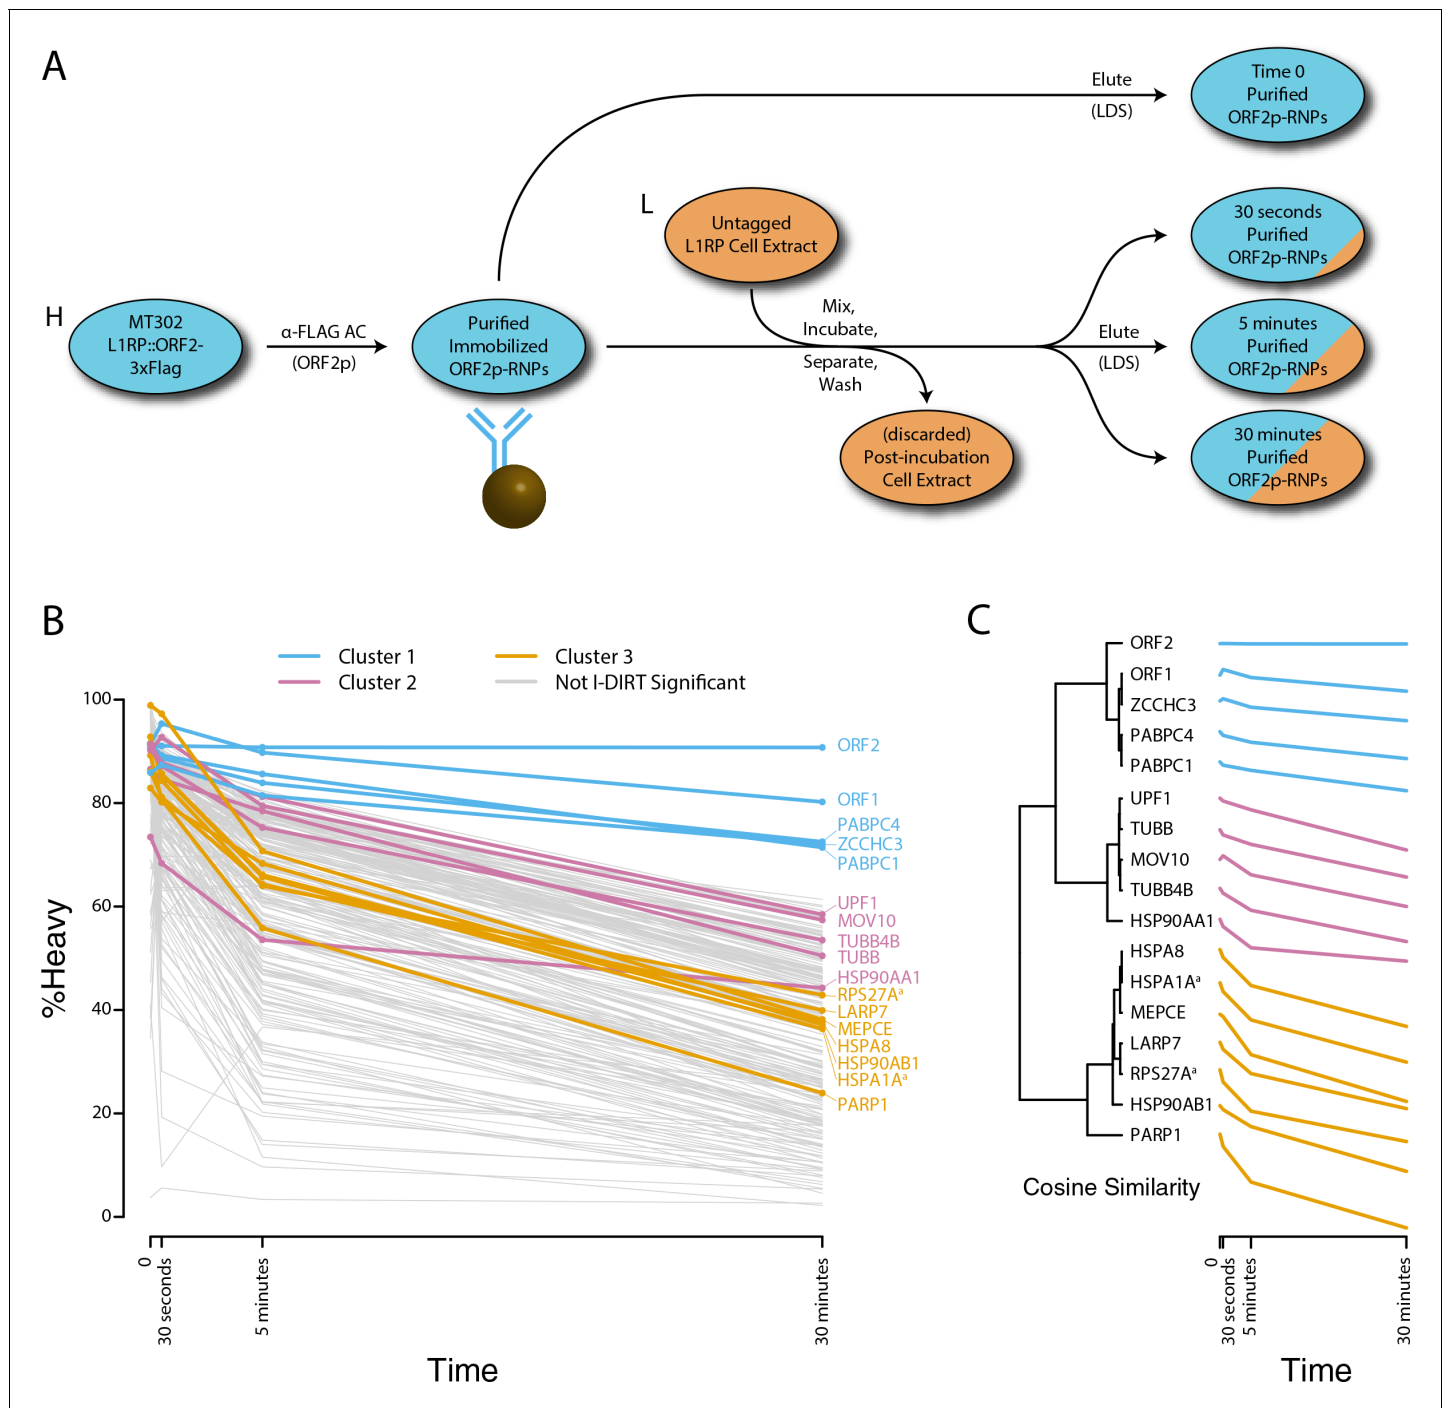 A
Elute
(LDS)
Time 0
Purified
ORF2p-RNPs
L
Untagged
L1RP Cell Extract
30 seconds
Purified
ORF2p-RNPs
H
MT302
L1RP::ORF2-
3xFlag
α-FLAG AC
(ORF2p)
Purified
Immobilized
ORF2p-RNPs
Mix,
Incubate,
Separate,
Wash
Elute
(LDS)
5 minutes
Purified
ORF2p-RNPs
(discarded)
Post-incubation
Cell Extract
30 minutes
Purified
ORF2p-RNPs
B
Cluster 1
Cluster 2
Cluster 3
Not I-DIRT Significant
%Heavy
100
80
60
40
20
0
ORF2
ORF1
PABPC4
ZCCHC3
PABPC1
UPF1
MOV10
TUBB4B
TUBB
HSP90AA1
RPS27Aª
LARP7
MEPCE
HSPA8
HSP90AB1
HSPA1Aª
PARP1
0
30 seconds
5 minutes
30 minutes
Time
C
ORF2
ORF1
ZCCHC3
PABPC4
PABPC1
UPF1
TUBB
MOV10
TUBB4B
HSP90AA1
HSPA8
HSPA1Aª
MEPCE
LARP7
RPS27Aª
HSP90AB1
PARP1
Cosine Similarity
0
30 seconds
5 minutes
30 minutes
Time